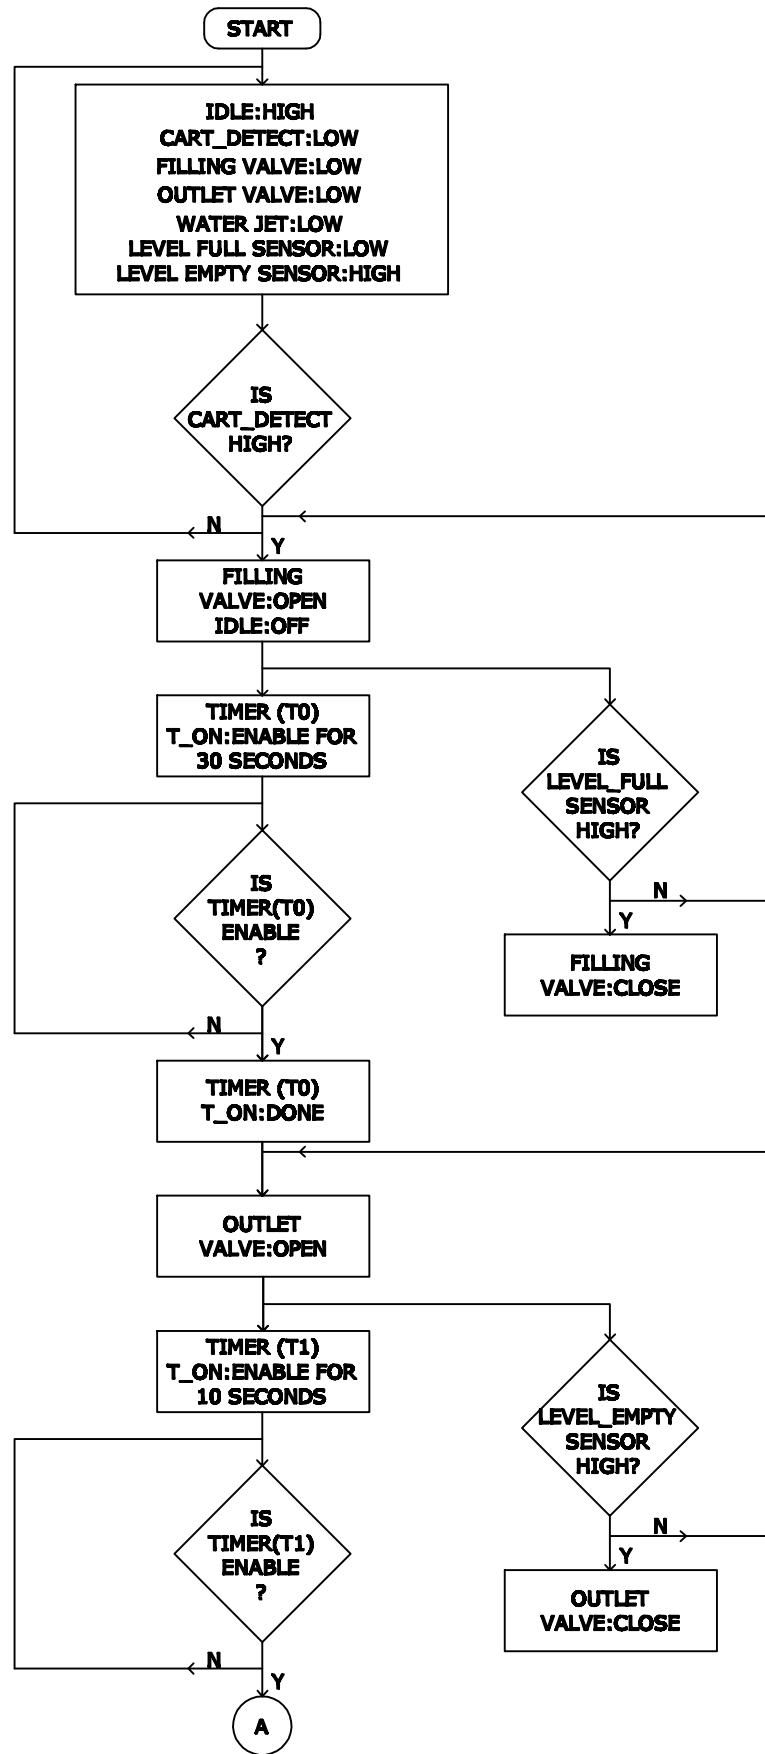 START
IDLE:HIGH
CART_DETECT:LOW
FILLING VALVE:LOW
OUTLET VALVE:LOW
WATER JET:LOW
LEVEL FULL SENSOR:LOW
LEVEL EMPTY SENSOR:HIGH
IS
CART_DETECT
HIGH?
N
Y
FILLING
VALVE:OPEN
IDLE:OFF
TIMER (T0)
T_ON:ENABLE FOR
30 SECONDS
IS
LEVEL_FULL
SENSOR
HIGH?
N
Y
FILLING
VALVE:CLOSE
IS
TIMER(T0)
ENABLE
?
N
Y
TIMER (T0)
T_ON:DONE
OUTLET
VALVE:OPEN
TIMER (T1)
T_ON:ENABLE FOR
10 SECONDS
IS
LEVEL_EMPTY
SENSOR
HIGH?
N
Y
OUTLET
VALVE:CLOSE
IS
TIMER(T1)
ENABLE
?
N
Y
A